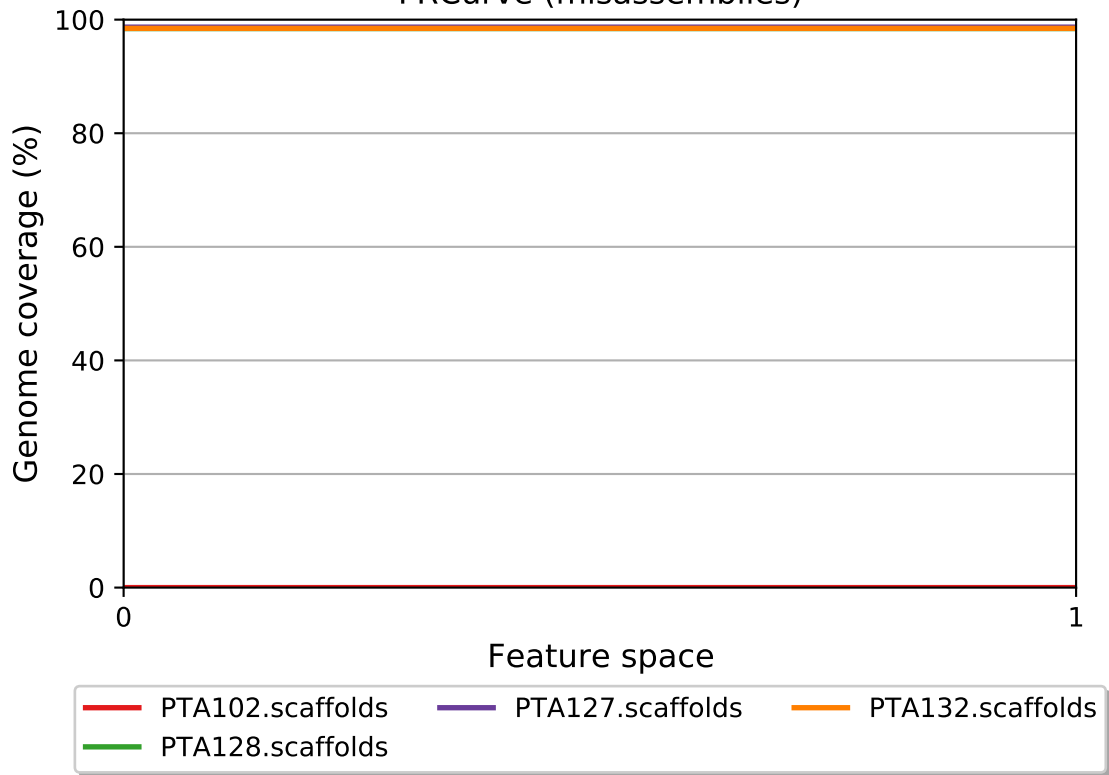 100
80
60
40
20
0
0 1
Genome coverage (%)
Feature space
PTA102.scaffolds PTA127.scaffolds PTA132.scaffolds
PTA128.scaffolds